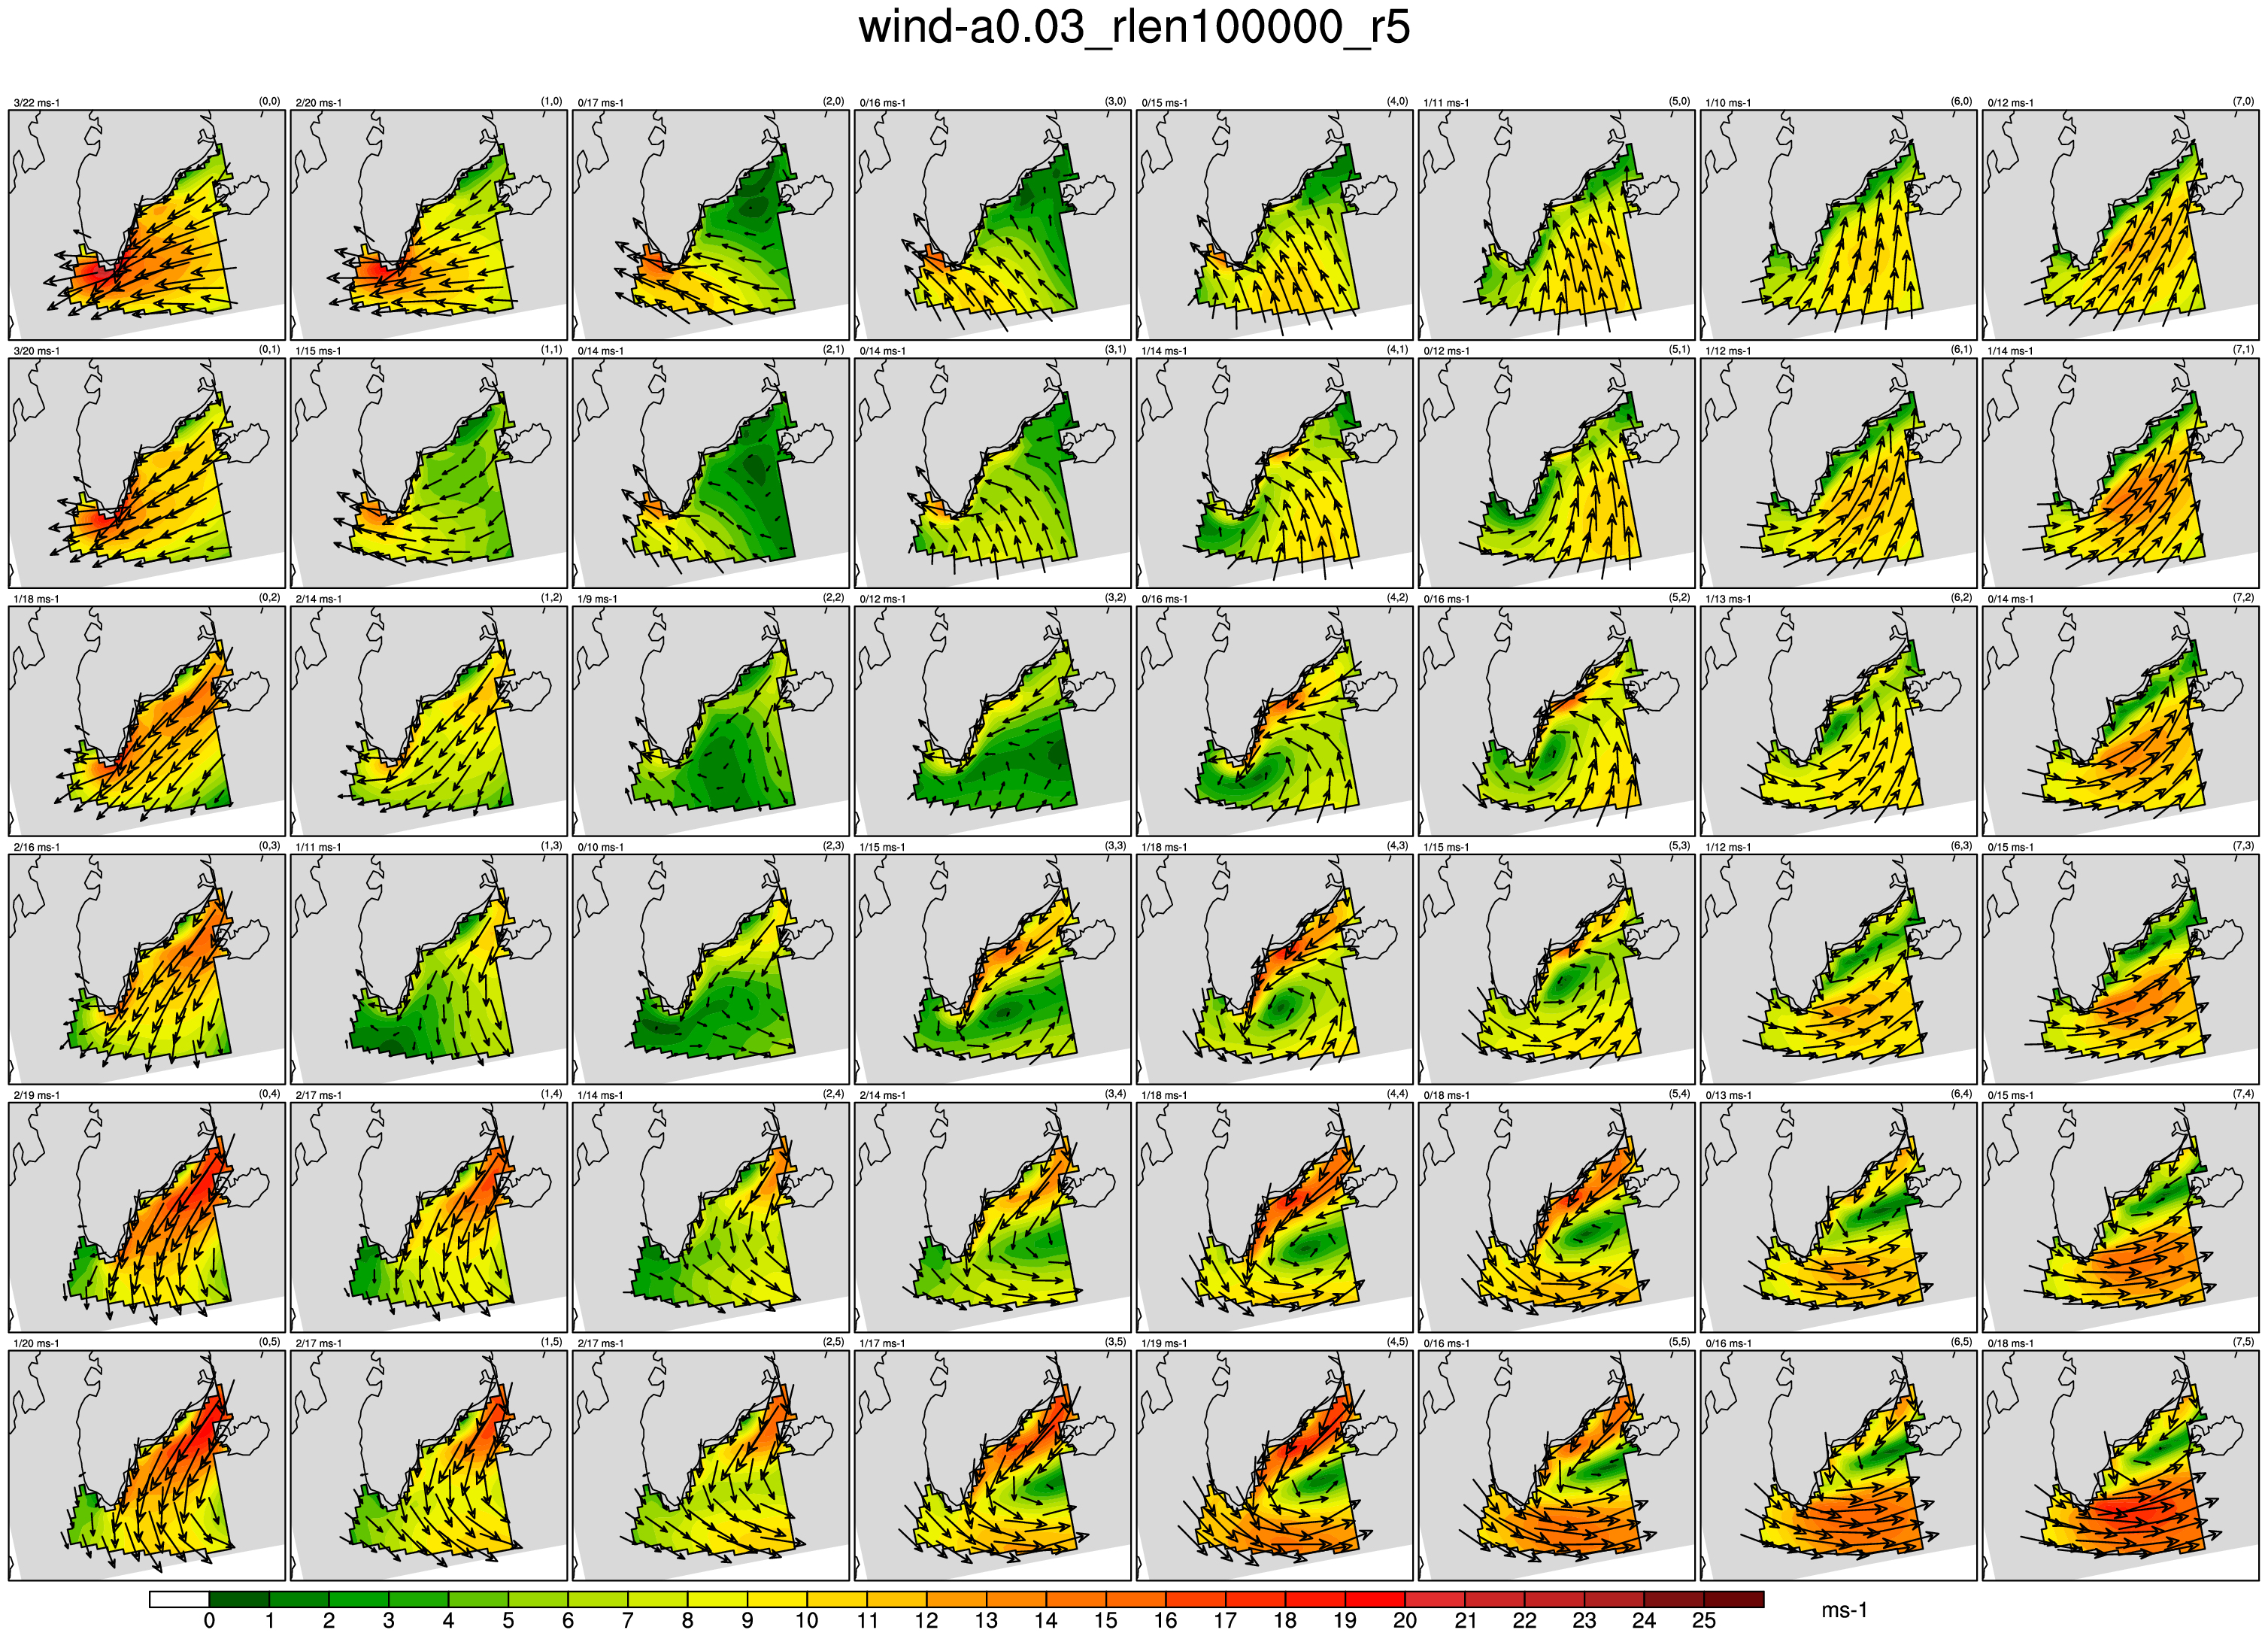 wind-a0.03_rlen100000_r5
3/22 ms-1 (0,0) 2/20 ms-1 (1,0) 0/17 ms-1 (2,0) 0/16 ms-1 (3,0) 0/15 ms-1 (4,0) 1/11 ms-1 (5,0) 1/10 ms-1 (6,0) 0/12 ms-1 (7,0)
3/20 ms-1 (0,1) 1/15 ms-1 (1,1) 0/14 ms-1 (2,1) 0/14 ms-1 (3,1) 1/14 ms-1 (4,1) 0/12 ms-1 (5,1) 1/12 ms-1 (6,1) 1/14 ms-1 (7,1)
1/18 ms-1 (0,2) 2/14 ms-1 (1,2) 1/9 ms-1 (2,2) 0/12 ms-1 (3,2) 0/16 ms-1 (4,2) 0/16 ms-1 (5,2) 1/13 ms-1 (6,2) 0/14 ms-1 (7,2)
2/16 ms-1 (0,3) 1/11 ms-1 (1,3) 0/10 ms-1 (2,3) 1/15 ms-1 (3,3) 1/18 ms-1 (4,3) 1/15 ms-1 (5,3) 1/12 ms-1 (6,3) 0/15 ms-1 (7,3)
2/19 ms-1 (0,4) 2/17 ms-1 (1,4) 1/14 ms-1 (2,4) 2/14 ms-1 (3,4) 1/18 ms-1 (4,4) 0/18 ms-1 (5,4) 0/13 ms-1 (6,4) 0/15 ms-1 (7,4)
1/20 ms-1 (0,5) 2/17 ms-1 (1,5) 2/17 ms-1 (2,5) 1/17 ms-1 (3,5) 1/19 ms-1 (4,5) 0/16 ms-1 (5,5) 0/16 ms-1 (6,5) 0/18 ms-1 (7,5)
0 1 2 3 4 5 6 7 8 9 10 11 12 13 14 15 16 17 18 19 20 21 22 23 24 25 ms-1